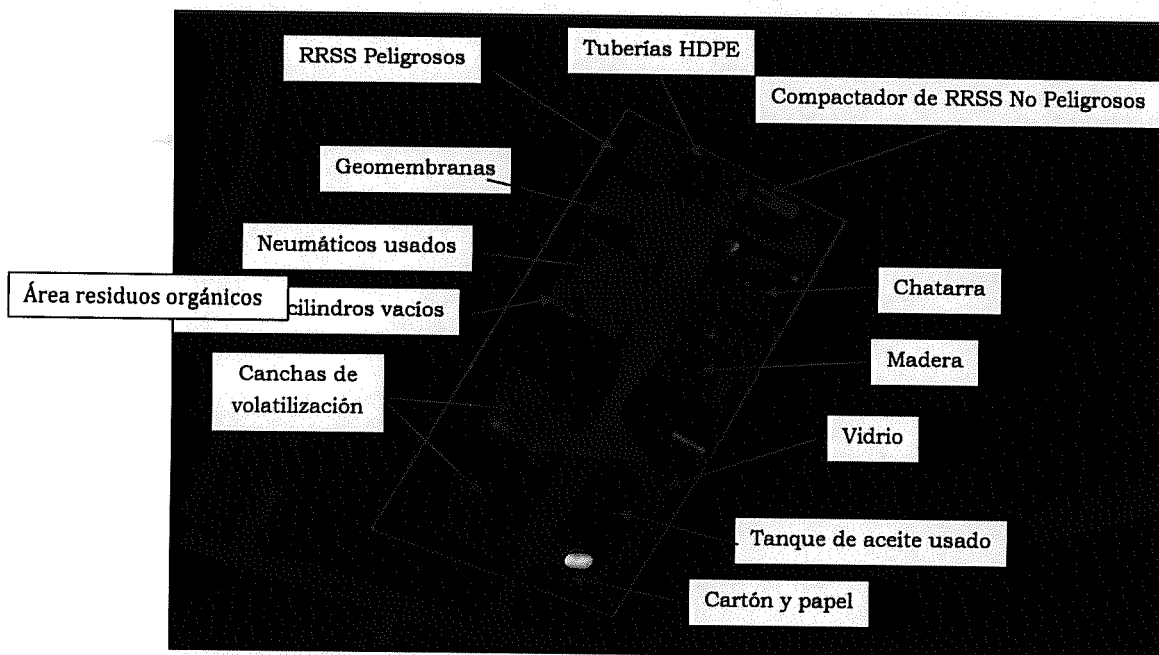 RRSS Peligrosos
Tuberías HDPE
Compactador de RRSS No Peligrosos
Geomembranas
Neumáticos usados
Área residuos orgánicos
cilindros vacíos
Chatarra
Canchas de
volatilización
Madera
Vidrio
Tanque de aceite usado
Cartón y papel